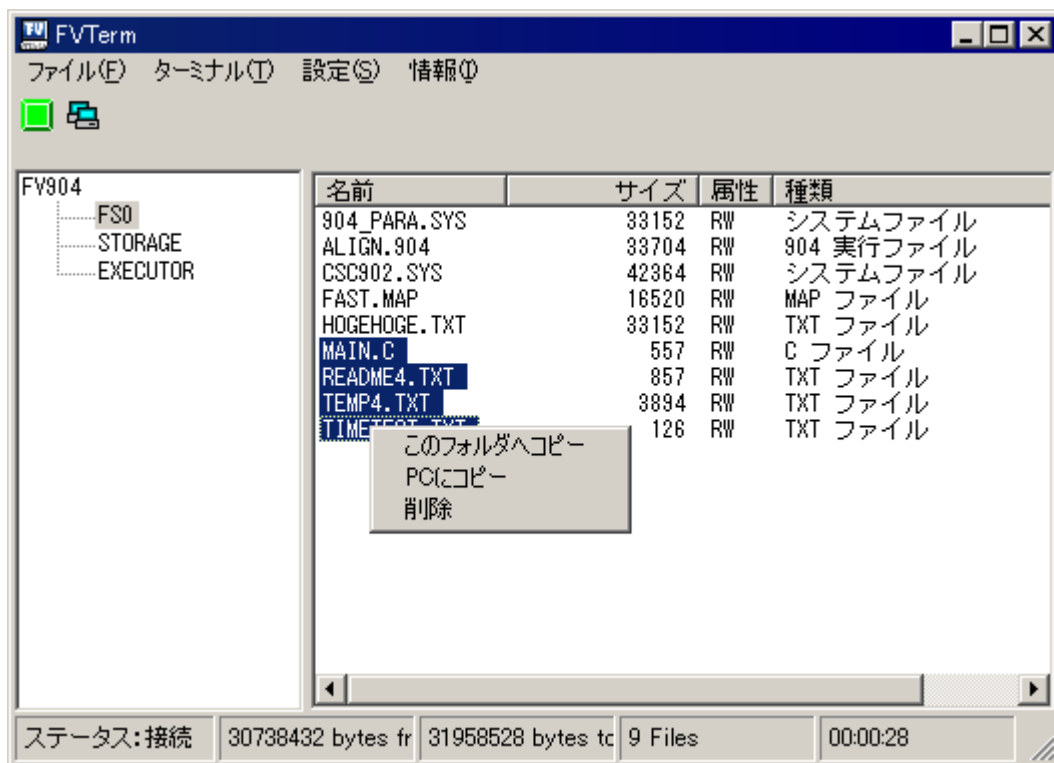 FVTerm
ファイル(F) ターミナル(T) 設定(S) 情報(I)
FV904
FS0
STORAGE
EXECUTOR
名前 サイズ 属性 種類
904_PARA.SYS 33152 RW システムファイル
ALIGN.904 33704 RW 904 実行ファイル
CSC902.SYS 42364 RW システムファイル
FAST.MAP 16520 RW MAP ファイル
HOGEHOGE.TXT 33152 RW TXT ファイル
MAIN.C 557 RW C ファイル
README4.TXT 857 RW TXT ファイル
TEMP4.TXT 3894 RW TXT ファイル
TIMETEST.TXT 126 RW TXT ファイル
このフォルダへコピー
PCにコピー
削除
ステータス:接続 30738432 bytes fr 31958528 bytes to 9 Files 00:00:28